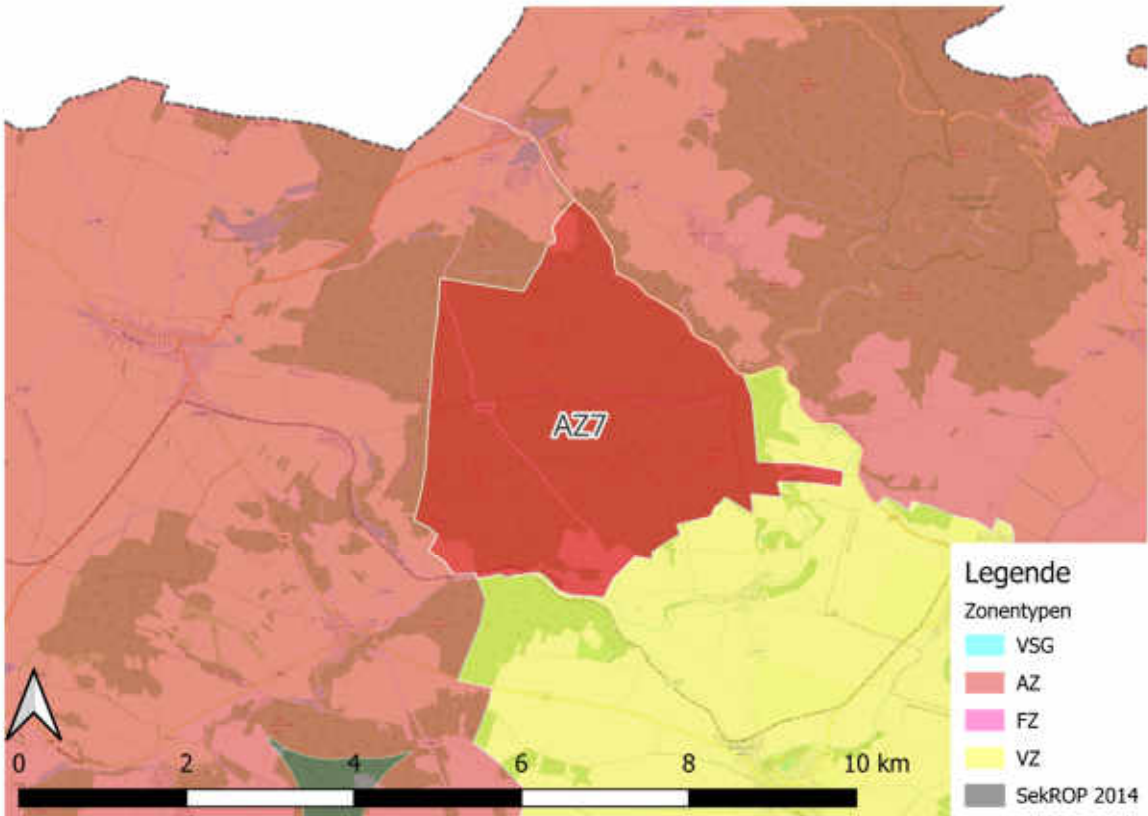 AZ7
Legende
Zonentypen
VSG
AZ
FZ
VZ
SekROP 2014
0 2 4 6 8 10 km